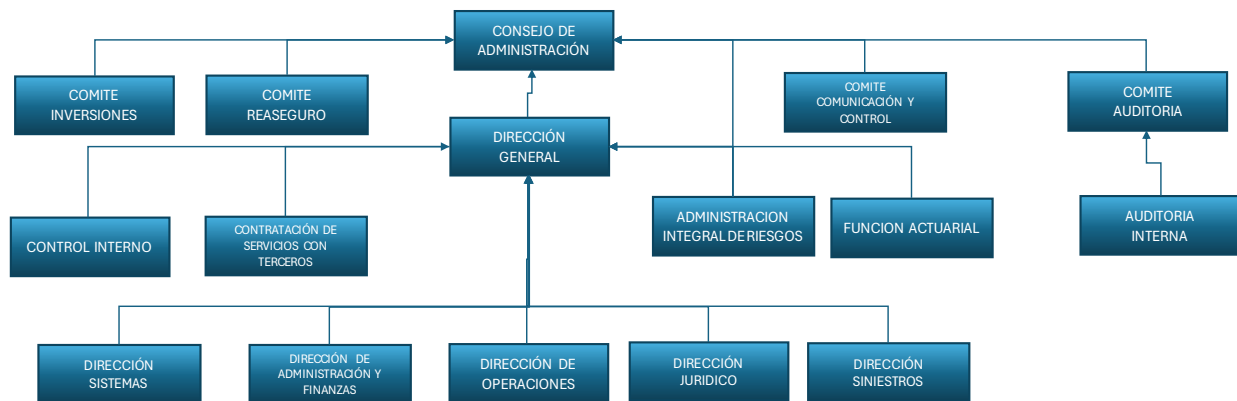 CONSEJO DE
ADMINISTRACIÓN
COMITE
INVERSIONES
COMITE
REASEGURO
COMITE
COMUNICACIÓN Y
CONTROL
COMITE
AUDITORIA
DIRECCIÓN
GENERAL
CONTROL INTERNO
CONTRATACIÓN DE
SERVICIOS CON
TERCEROS
ADMINISTRACION
INTEGRAL DE RIESGOS
FUNCION ACTUARIAL
AUDITORIA
INTERNA
DIRECCIÓN
SISTEMAS
DIRECCIÓN DE
ADMINISTRACIÓN Y
FINANZAS
DIRECCIÓN DE
OPERACIONES
DIRECCIÓN
JURIDICO
DIRECCIÓN
SINIESTROS